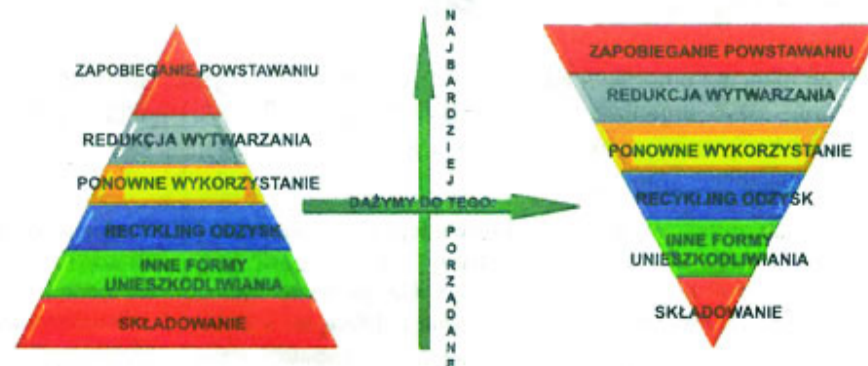 ZAPOBIEGANIE POWSTAWANIU
REDUKCJA WYTWARZANIA
PONOWNE WYKORZYSTANIE
RECYKLING ODZYSK
INNE FORMY
UNIESZKODLIWIANIA
SKŁADOWANIE
NAJBARDZIEJ PORZĄDANE
DĄŻYMY DO TEGO:
ZAPOBIEGANIE POWSTAWANIU
REDUKCJA WYTWARZANIA
PONOWNE WYKORZYSTANIE
RECYKLING ODZYSK
INNE FORMY
UNIESZKODLIWIANIA
SKŁADOWANIE